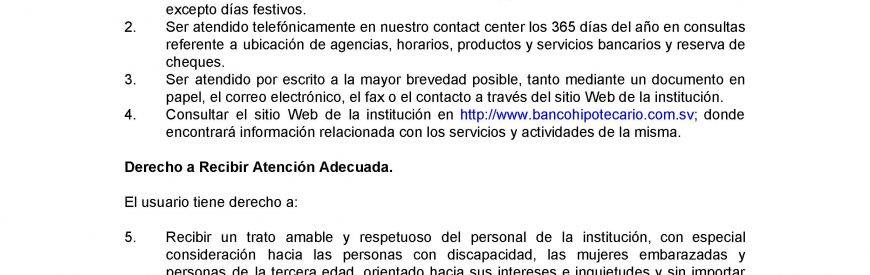 excepto días festivos.
2. Ser atendido telefónicamente en nuestro contact center los 365 días del año en consultas
referente a ubicación de agencias, horarios, productos y servicios bancarios y reserva de
cheques.
3. Ser atendido por escrito a la mayor brevedad posible, tanto mediante un documento en
papel, el correo electrónico, el fax o el contacto a través del sitio Web de la institución.
4. Consultar el sitio Web de la institución en http://www.bancohipotecario.com.sv; donde
encontrará información relacionada con los servicios y actividades de la misma.
Derecho a Recibir Atención Adecuada.
El usuario tiene derecho a:
5. Recibir un trato amable y respetuoso del personal de la institución, con especial
consideración hacia las personas con discapacidad, las mujeres embarazadas y
personas de la tercera edad, orientado hacia sus intereses e inquietudes y sin importar